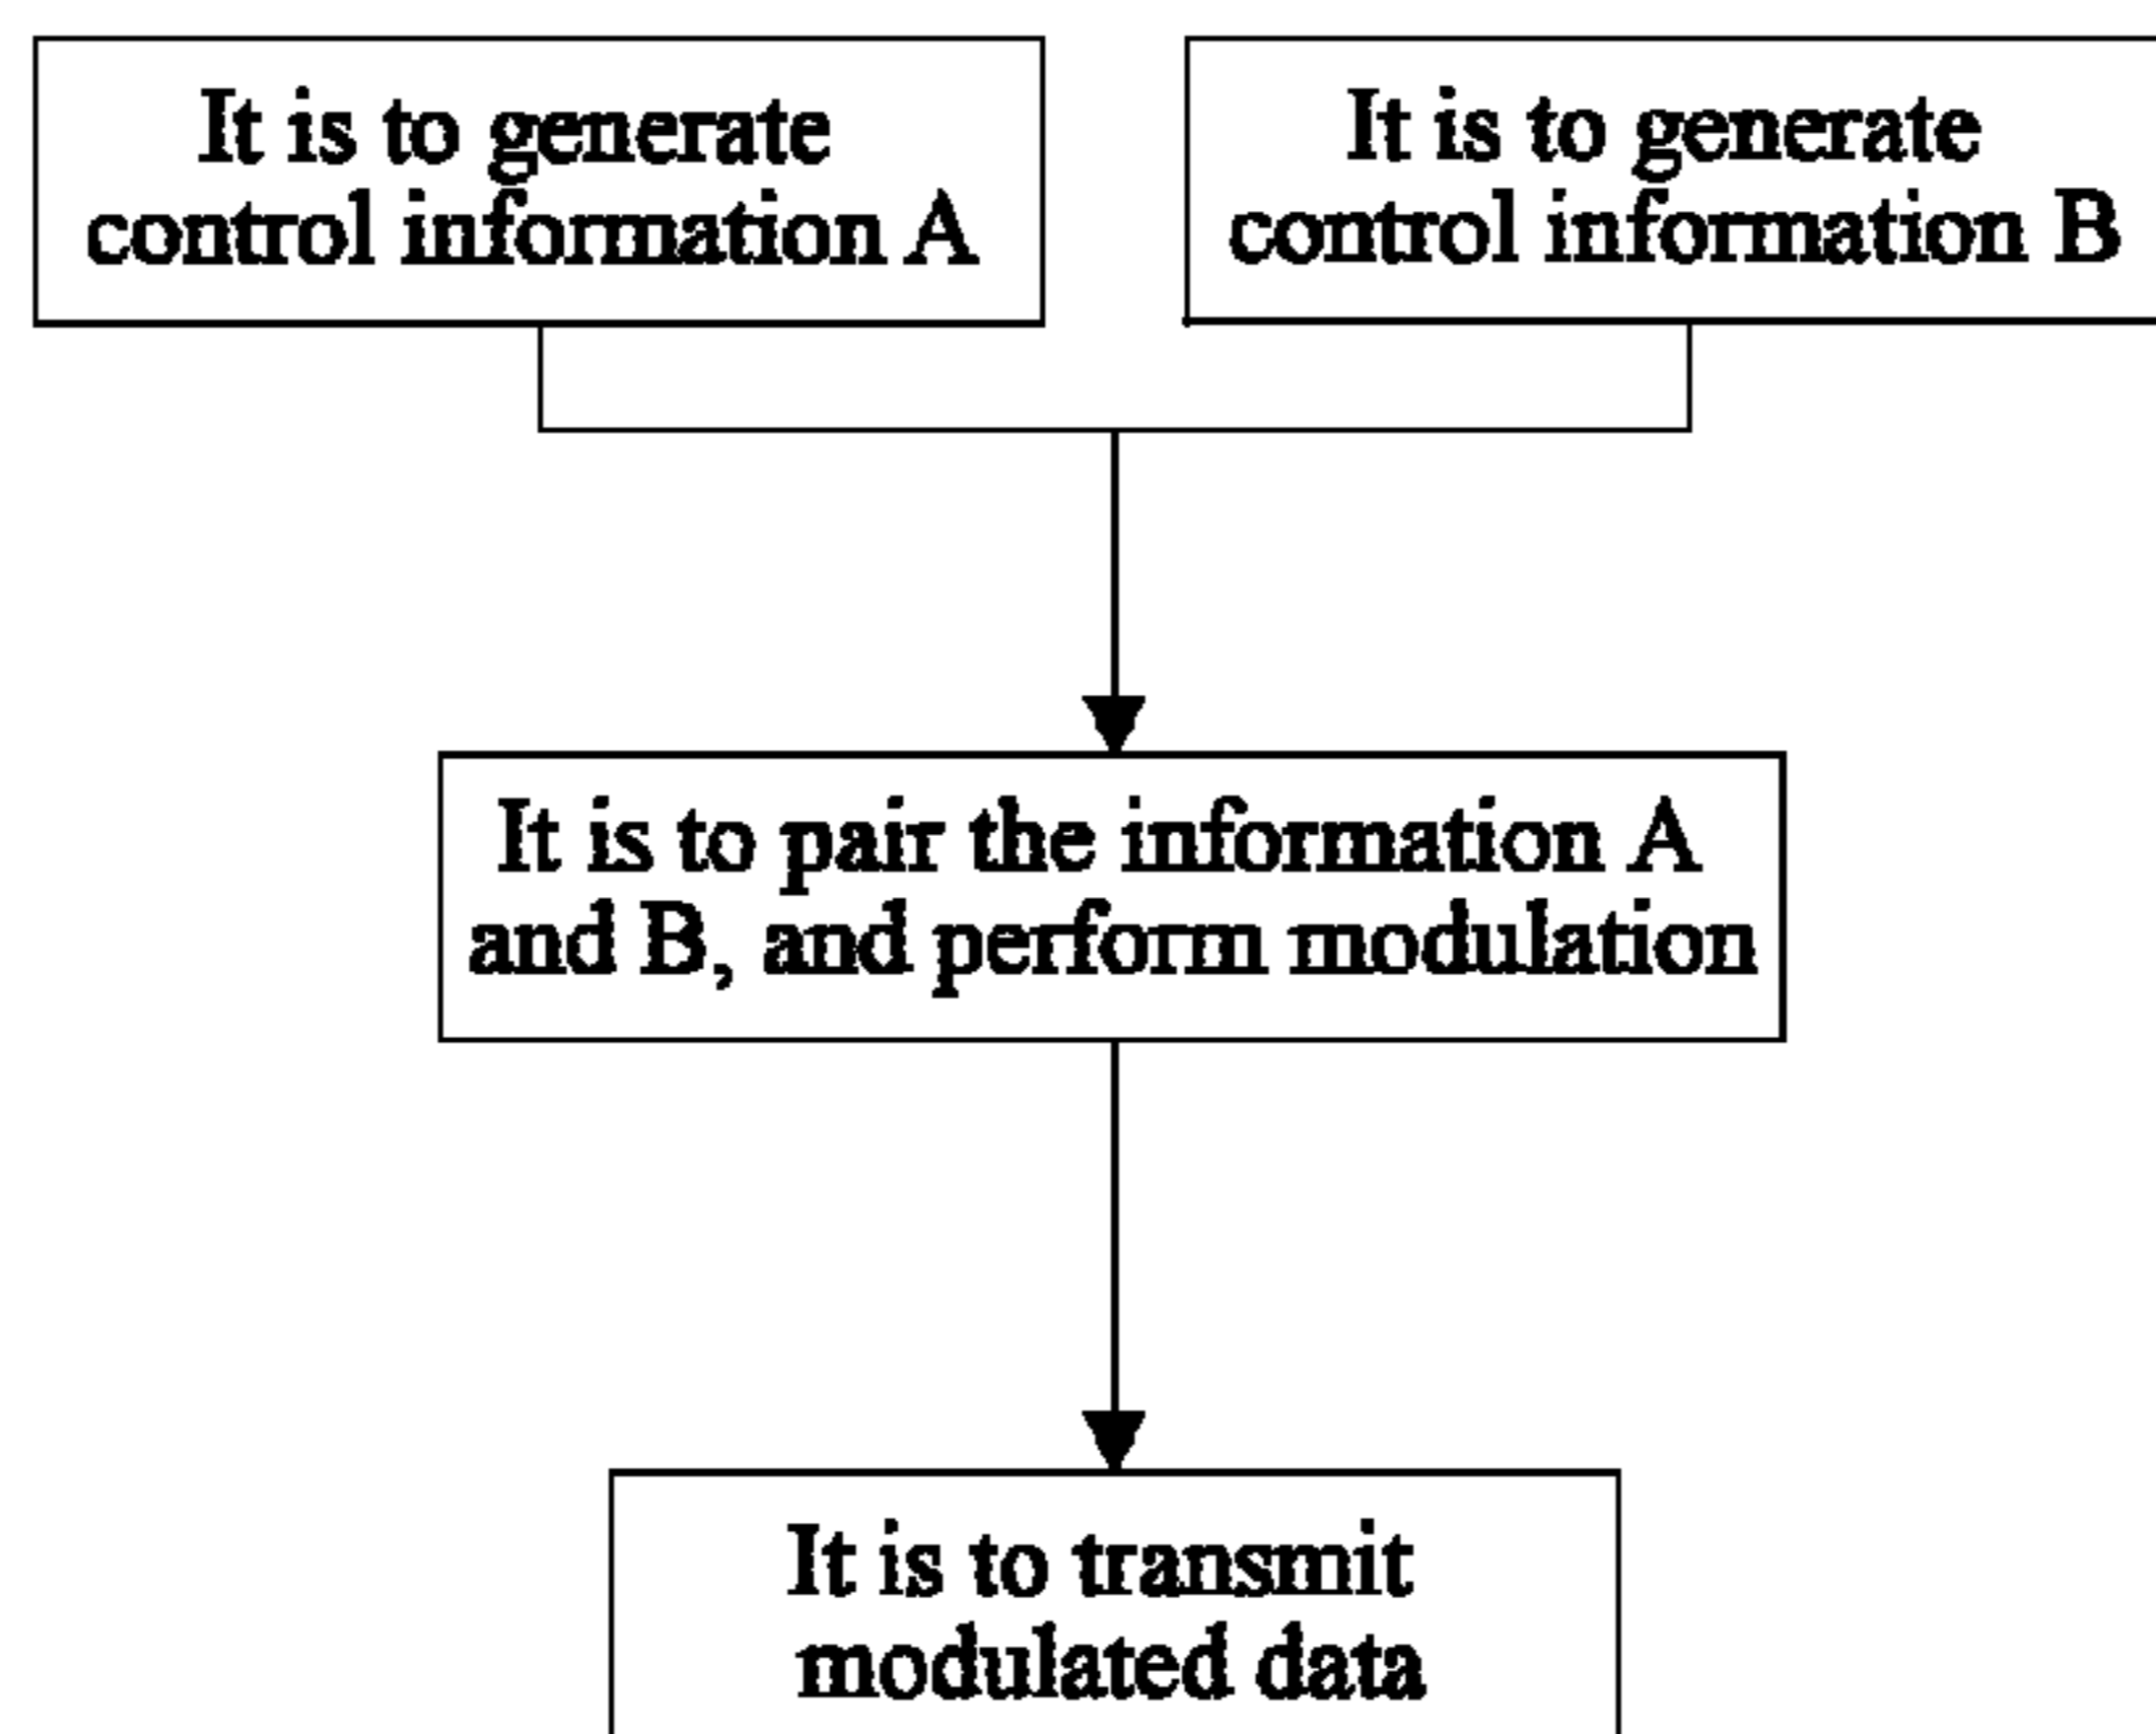 It is to generate
control information A
It is to generate
control information B
It is to pair the information A
and B, and perform modulation
It is to transmit
modulated data